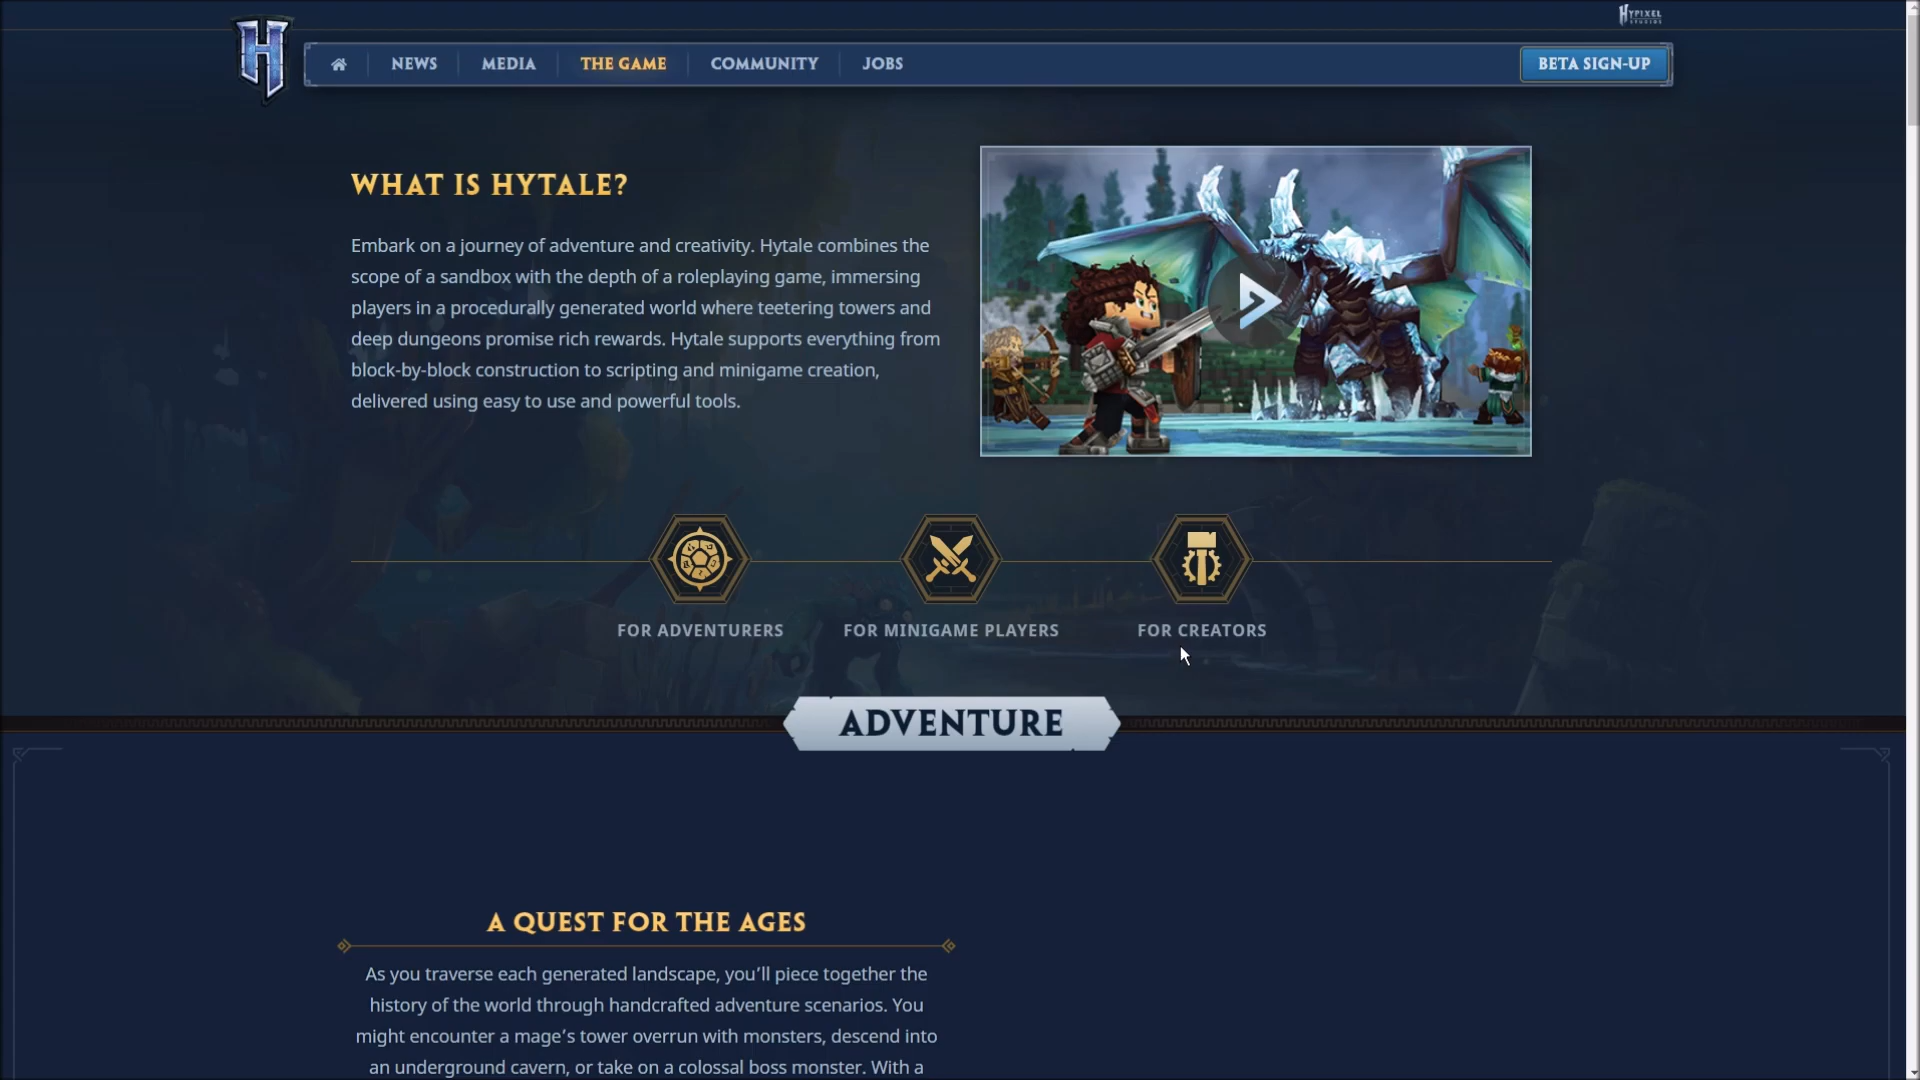 HYPIXEL
STUDIOS
H
NEWS
MEDIA
THE GAME
COMMUNITY
JOBS
BETA SIGN-UP
WHAT IS HYTALE?
Embark on a journey of adventure and creativity. Hytale combines the
scope of a sandbox with the depth of a roleplaying game, immersing
players in a procedurally generated world where teetering towers and
deep dungeons promise rich rewards. Hytale supports everything from
block-by-block construction to scripting and minigame creation,
delivered using easy to use and powerful tools.
FOR ADVENTURERS
FOR MINIGAME PLAYERS
FOR CREATORS
ADVENTURE
A QUEST FOR THE AGES
As you traverse each generated landscape, you’ll piece together the
history of the world through handcrafted adventure scenarios. You
might encounter a mage’s tower overrun with monsters, descend into
an underground cavern, or take on a colossal boss monster. With a